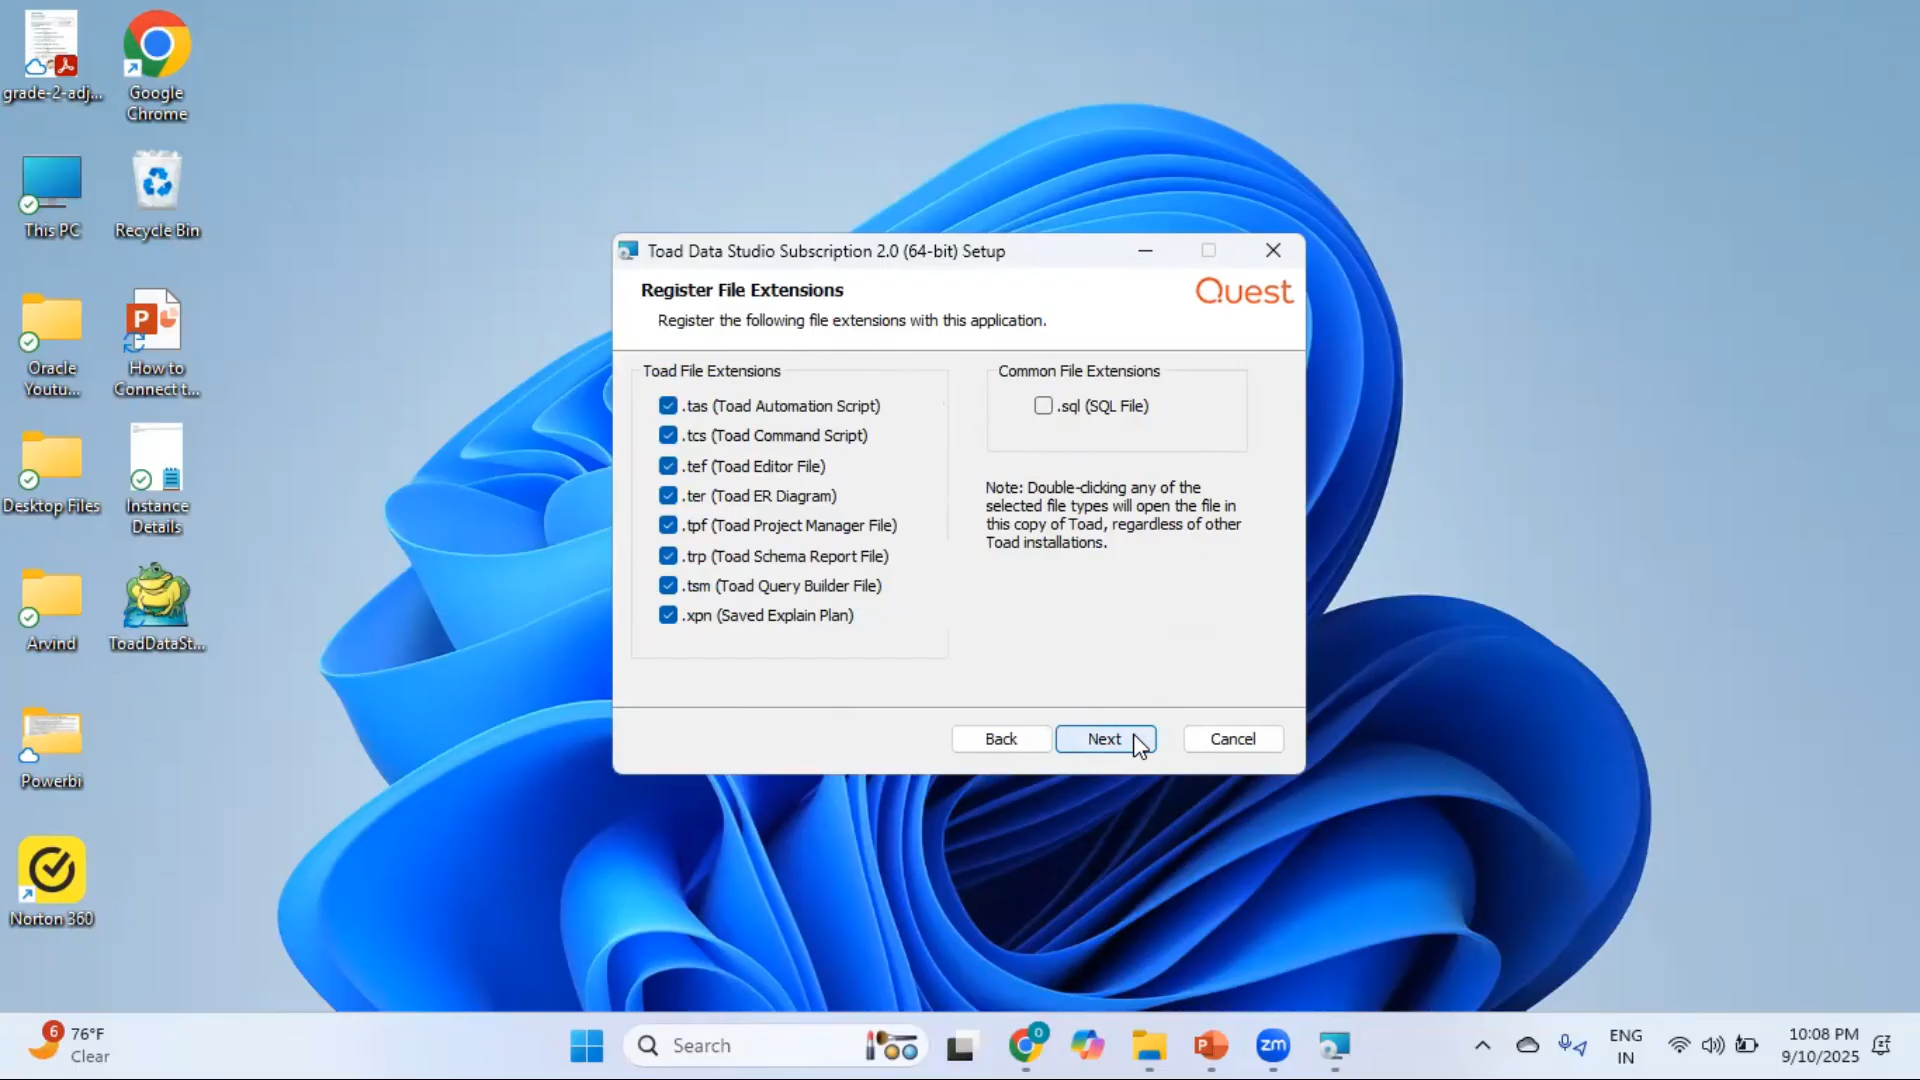 grade-2-adj...
Google
Chrome
This PC
Recycle Bin
Oracle
Youtu...
How to
Connect t...
Desktop Files
Instance
Details
Arvind
ToadDataSt...
Powerbi
Norton 360
Toad Data Studio Subscription 2.0 (64-bit) Setup
Register File Extensions
Quest
Register the following file extensions with this application.
Toad File Extensions
.tas (Toad Automation Script)
.tcs (Toad Command Script)
.tef (Toad Editor File)
.ter (Toad ER Diagram)
.tpf (Toad Project Manager File)
.trp (Toad Schema Report File)
.tsm (Toad Query Builder File)
.xpn (Saved Explain Plan)
Common File Extensions
.sql (SQL File)
Note: Double-clicking any of the
selected file types will open the file in
this copy of Toad, regardless of other
Toad installations.
Back
Next
Cancel
6
76°F
Clear
Search
0
P
zm
ENG
IN
10:08 PM
9/10/2025